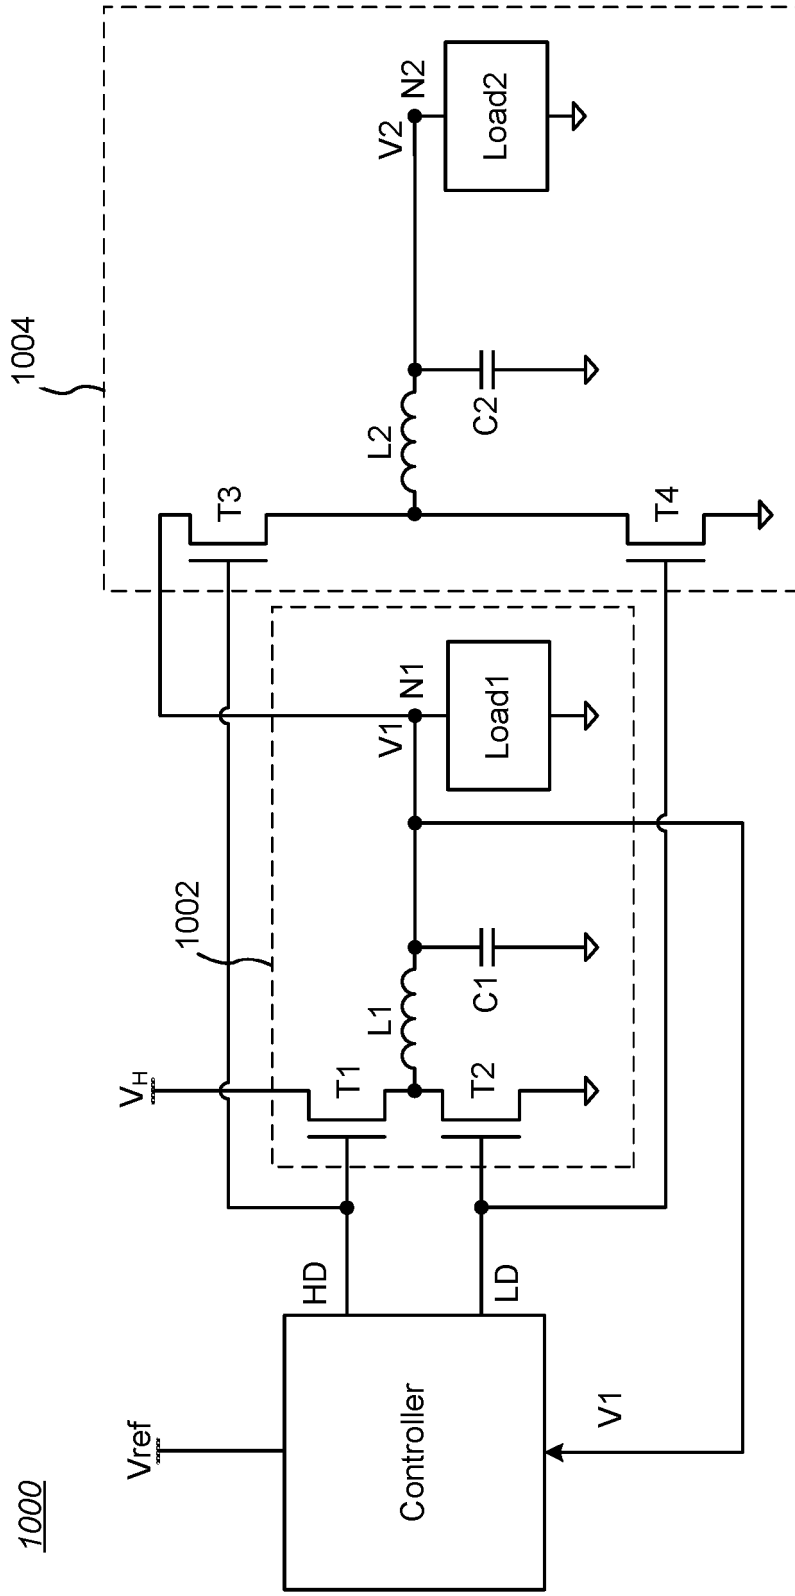 1000
Vref
Controller
HD
LD
V1
VH
1002
T1
T2
L1
C1
V1
N1
Load1
1004
T3
T4
L2
C2
V2
N2
Load2